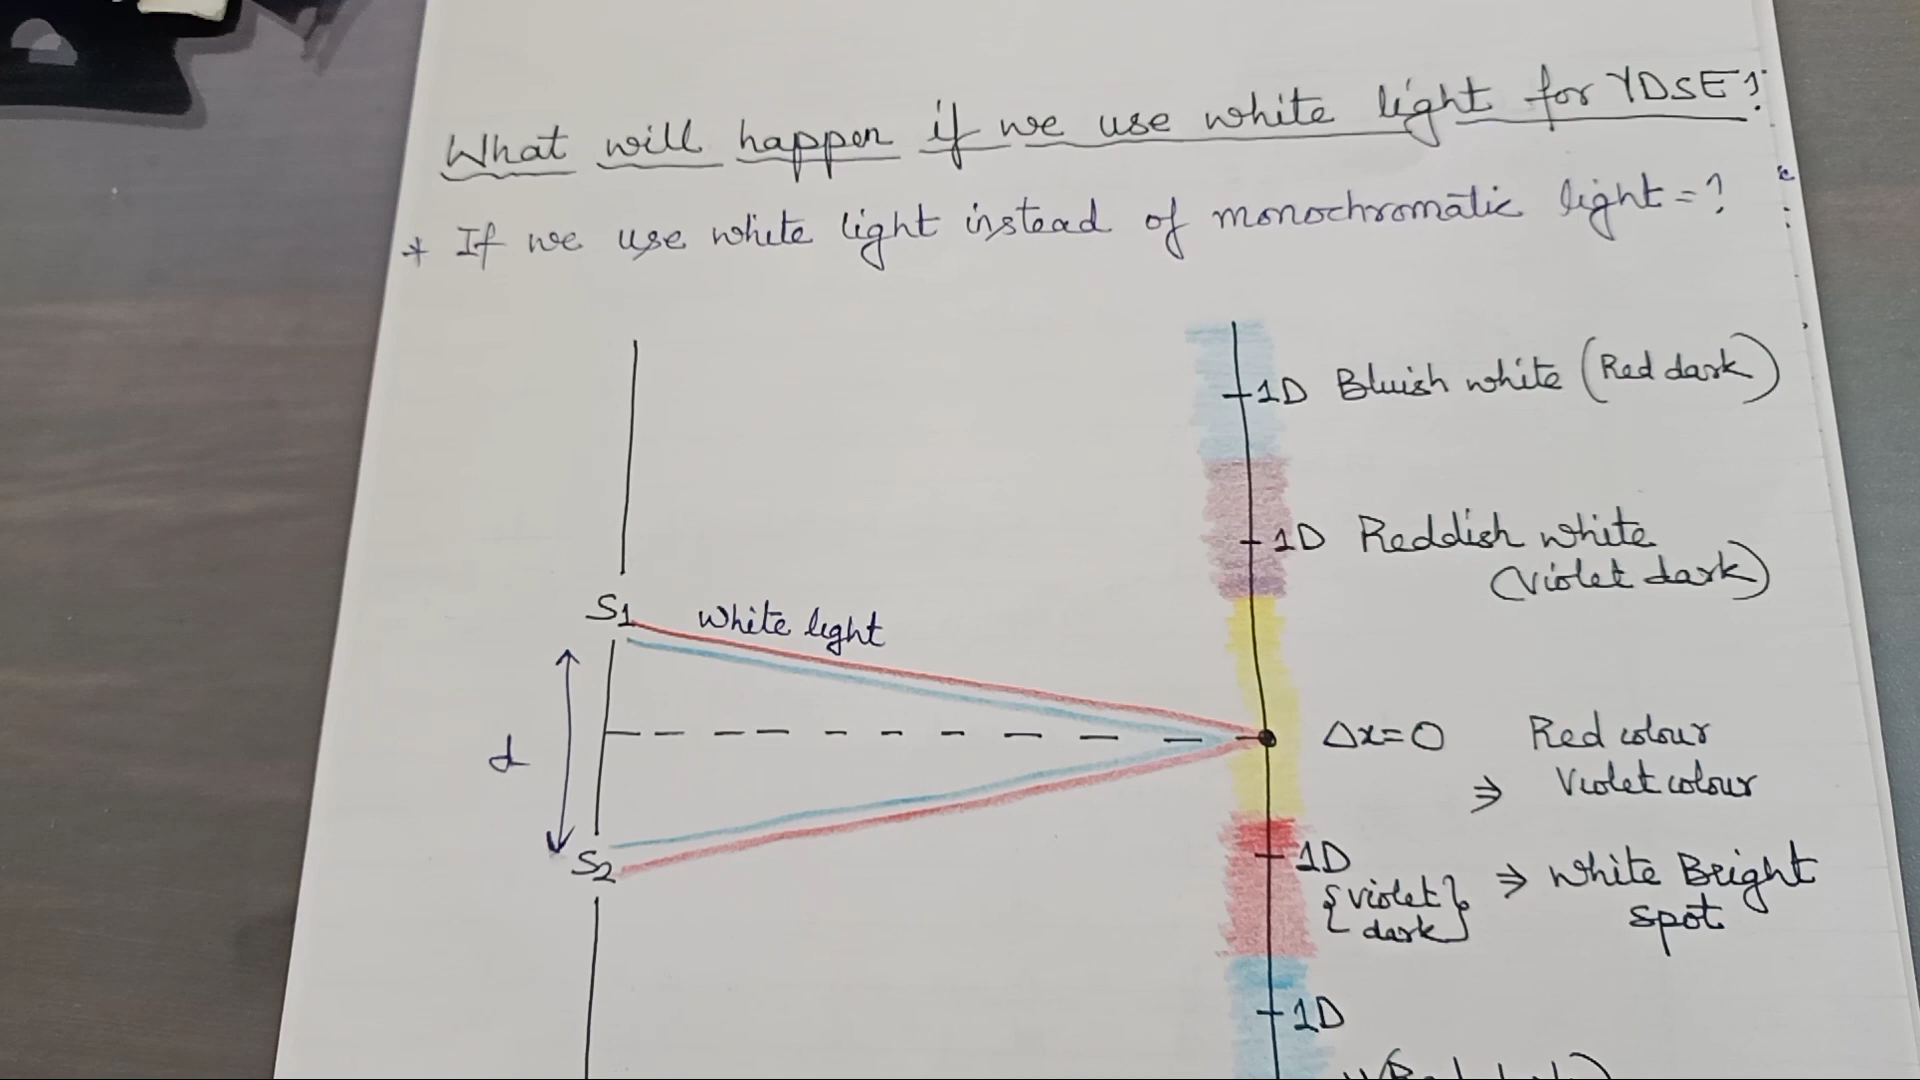 What will happen if we use white light for YDSE?
* If we use white light instead of monochromatic light = ?
1D Bluish white (Red dark)
1D Reddish white
(Violet dark)
S1 White light
d
Δx=0 Red colour
⇒ Violet colour
S2
1D
{violet
dark}
⇒ White Bright
spot
1D